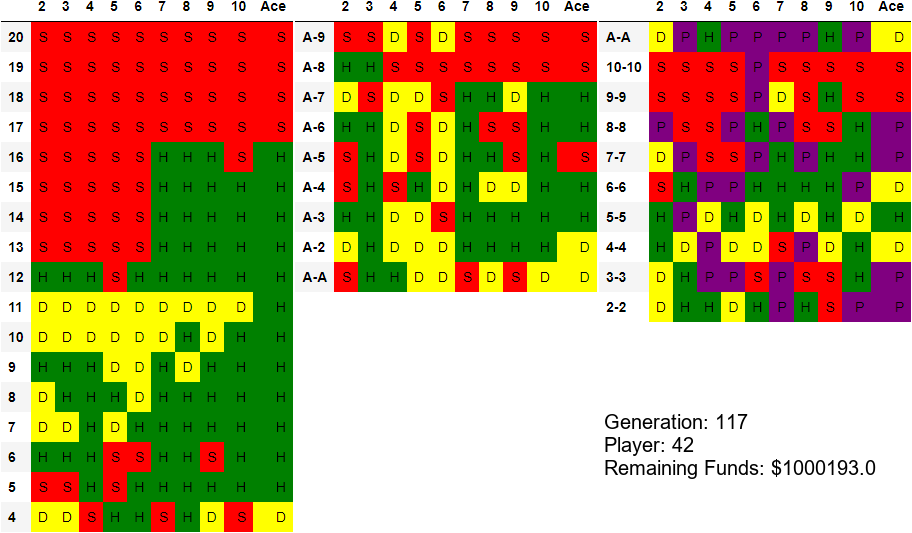 2 3 4 5 6 7 8 9 10 Ace
20 S S S S S S S S S S
19 S S S S S S S S S S
18 S S S S S S S S S S
17 S S S S S S S S S S
16 S S S S S H H H S H
15 S S S S S H H H H H
14 S S S S S H H H H H
13 S S S S S H H H H H
12 H H H S H H H H H H
11 D D D D D D D D D H
10 D D D D D D H D H H
9 H H H D D H D H H H
8 D H H H D H H H H H
7 D D H D H H H H H H
6 H H H S S H H S H H
5 S S H S H H H H H H
4 D D S H H S H D S D
2 3 4 5 6 7 8 9 10 Ace
A-9 S S D S D S S S S S
A-8 H H S S S S S S S S
A-7 D S D D S H H D H H
A-6 H H D S D H S S H H
A-5 S H D S D H H S H S
A-4 S H S H D H D D H H
A-3 H H D D S H H H H H
A-2 D H D D D H H H H D
A-A S H H D D S D S D D
2 3 4 5 6 7 8 9 10 Ace
A-A D P H P P P P H P D
10-10 S S S S P S S S S S
9-9 S S S S P D S H S S
8-8 P S S P H P S S H P
7-7 D P S S P H P H H P
6-6 S H P P H H H H P D
5-5 H P D H D H D H D H
4-4 H D P D D S P D H D
3-3 D H P P S P S S H P
2-2 D H H D H P H S P P
Generation: 117
Player: 42
Remaining Funds: $1000193.0